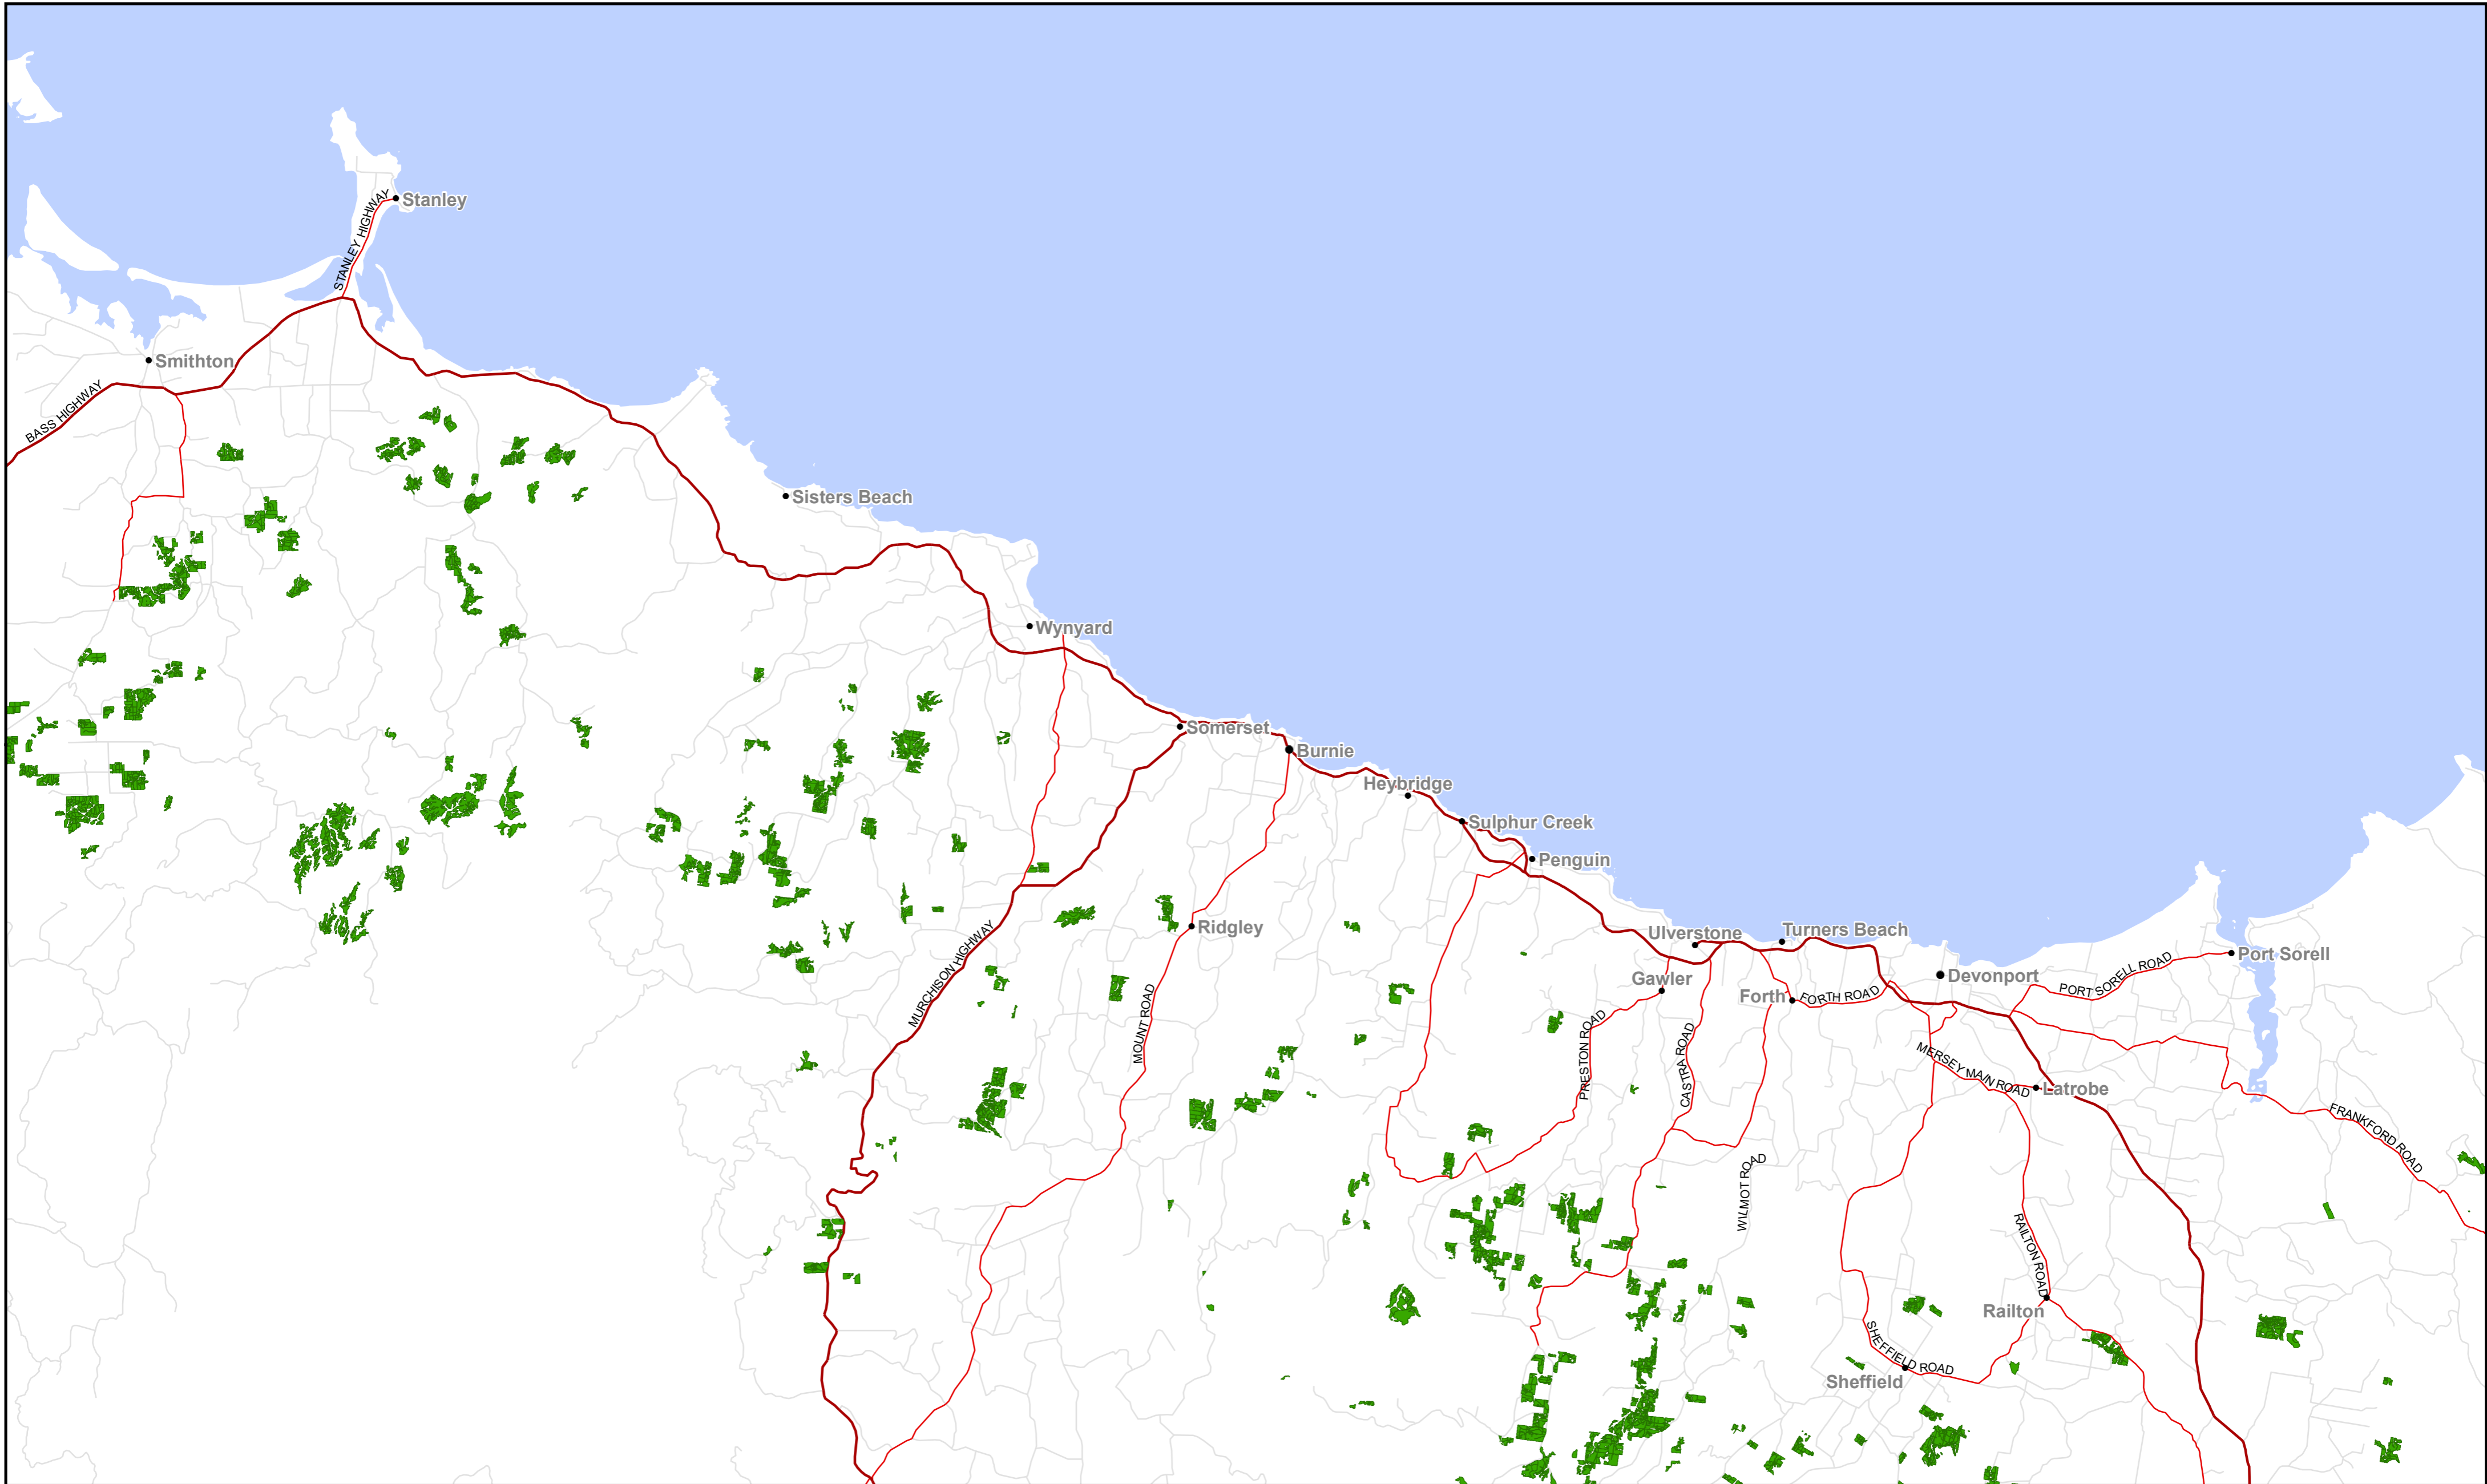 Stanley
STANLEY HIGHWAY
Smithton
BASS HIGHWAY
Sisters Beach
Wynyard
Somerset
Burnie
Heybridge
Sulphur Creek
Penguin
Ridgley
MURCHISON HIGHWAY
MOUNT ROAD
Ulverstone
Turners Beach
Gawler
Forth
FORTH ROAD
Devonport
PORT SORELL ROAD
Port Sorell
PRESTON ROAD
CASTRA ROAD
WILMOT ROAD
MERSEY MAIN ROAD
Latrobe
FRANKFORD ROAD
RAILTON ROAD
Railton
SHEFFIELD ROAD
Sheffield